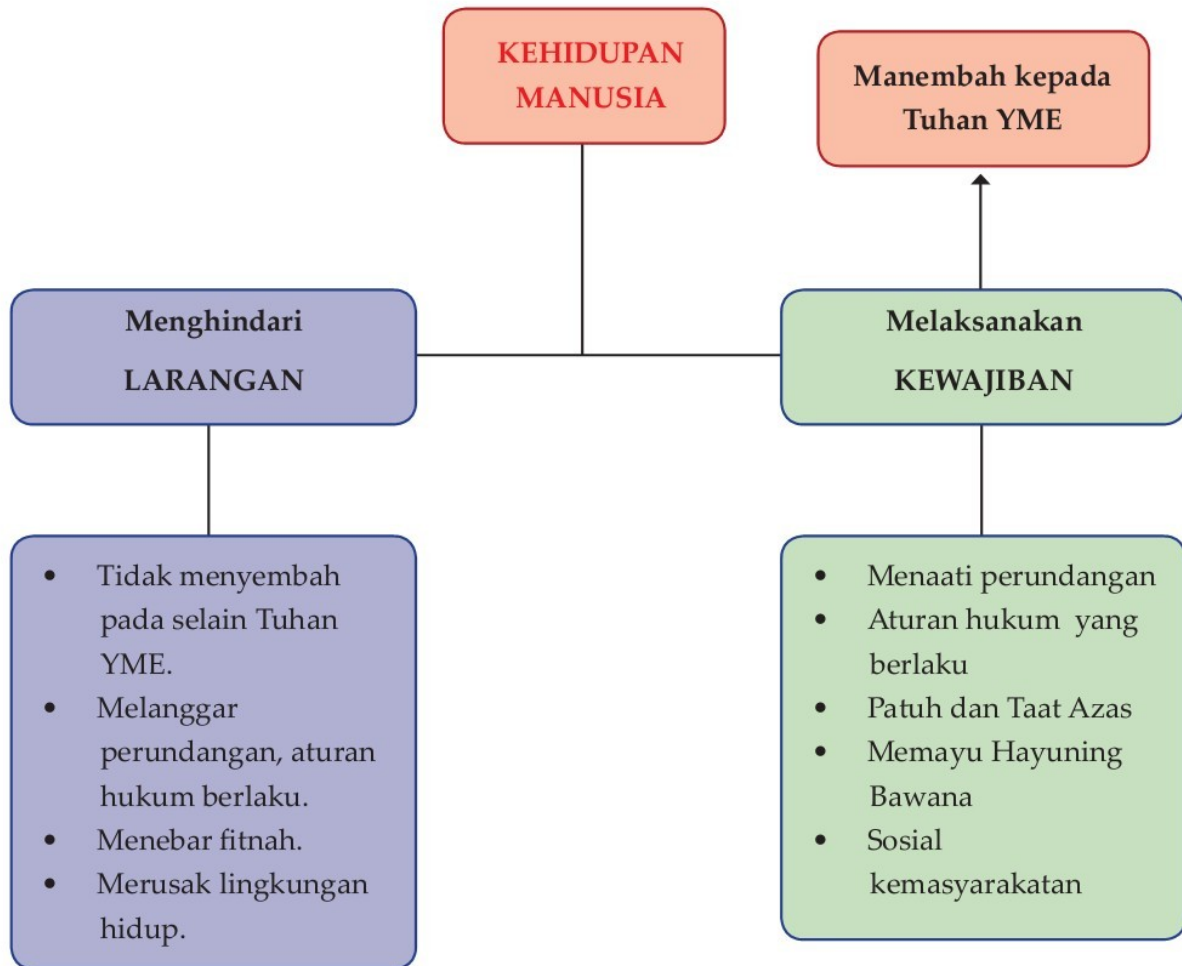 KEHIDUPAN
MANUSIA
Manembah kepada
Tuhan YME
Menghindari
LARANGAN
Melaksanakan
KEWAJIBAN
• Tidak menyembah
pada selain Tuhan
YME.
• Melanggar
perundangan, aturan
hukum berlaku.
• Menebar fitnah.
• Merusak lingkungan
hidup.
• Menaati perundangan
• Aturan hukum yang
berlaku
• Patuh dan Taat Azas
• Memayu Hayuning
Bawana
• Sosial
kemasyarakatan